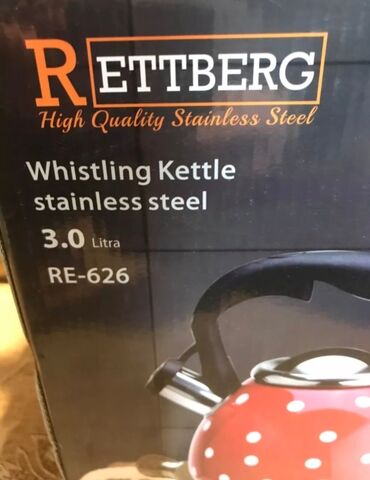 RETTBERG
High Quality Stainless Steel
Whistling Kettle
stainless steel
3.0 Litra
RE-626